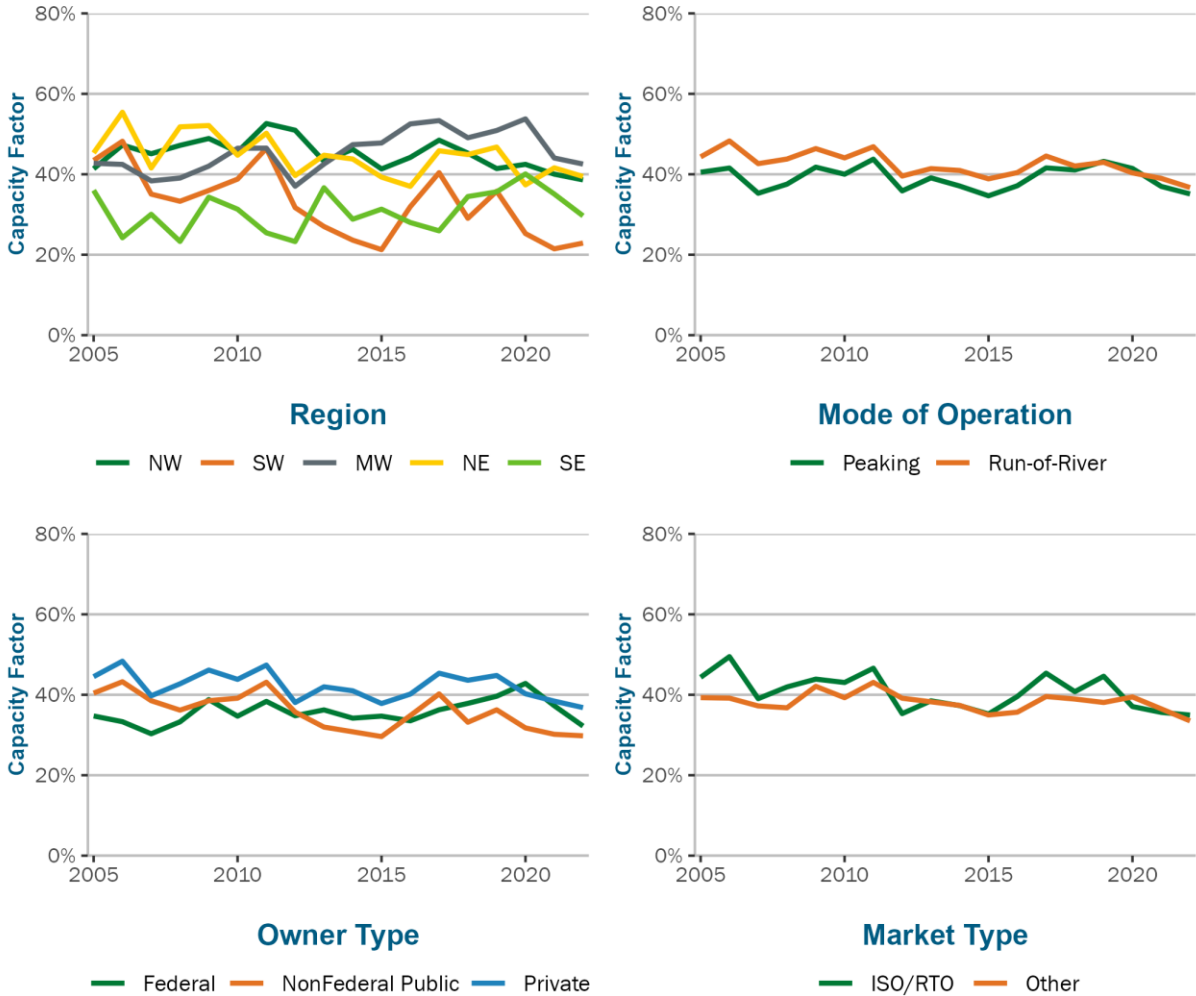 80%
60%
40%
20%
0%
Capacity Factor
2005 2010 2015 2020
Region
NW SW MW NE SE
80%
60%
40%
20%
0%
Capacity Factor
2005 2010 2015 2020
Mode of Operation
Peaking Run-of-River
80%
60%
40%
20%
0%
Capacity Factor
2005 2010 2015 2020
Owner Type
Federal NonFederal Public Private
80%
60%
40%
20%
0%
Capacity Factor
2005 2010 2015 2020
Market Type
ISO/RTO Other